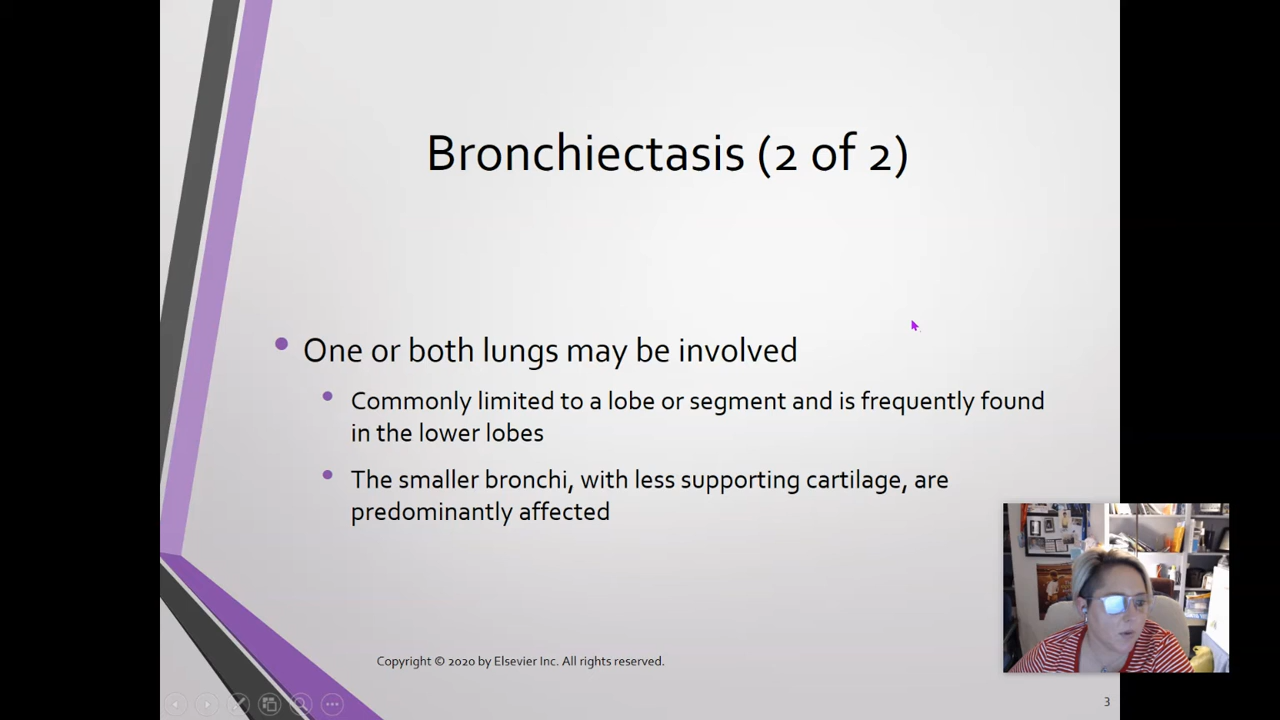 Bronchiectasis (2 of 2)
One or both lungs may be involved
Commonly limited to a lobe or segment and is frequently found
in the lower lobes
The smaller bronchi, with less supporting cartilage, are
predominantly affected
Copyright © 2020 by Elsevier Inc. All rights reserved.
3